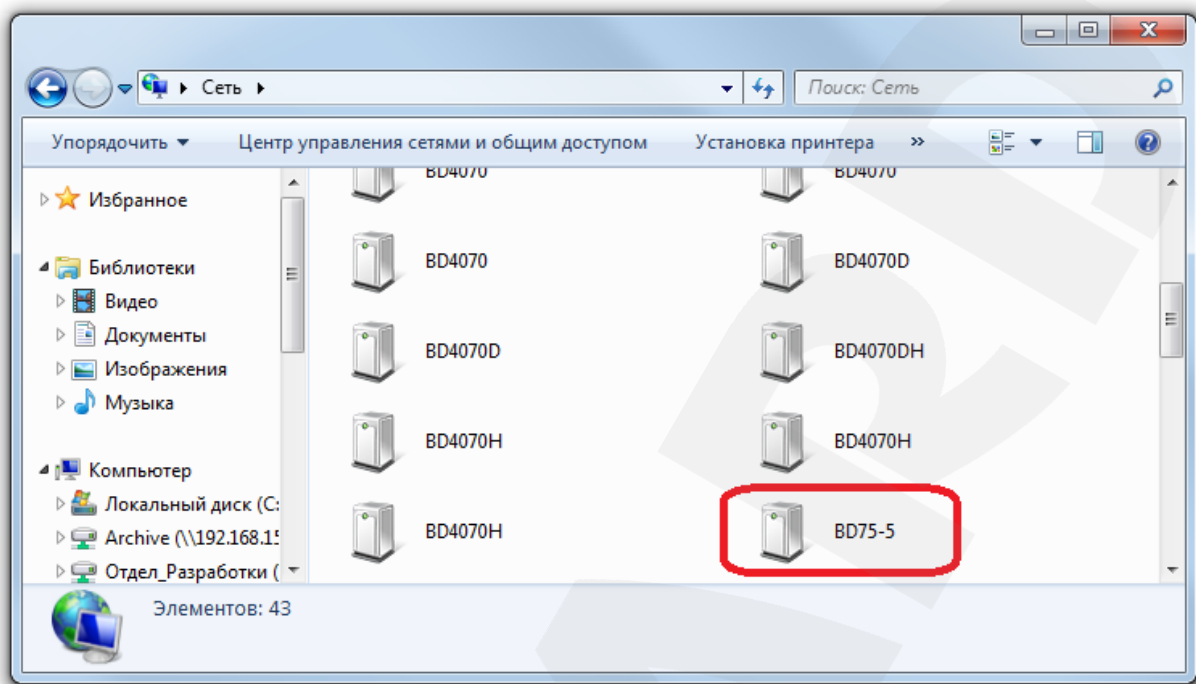 Сеть
Поиск: Сеть
Упорядочить
Центр управления сетями и общим доступом
Установка принтера
»
Избранное
Библиотеки
Видео
Документы
Изображения
Музыка
Компьютер
Локальный диск (C:
Archive (\\192.168.15
Отдел_Разработки (
BD4070
BD4070
BD4070
BD4070D
BD4070D
BD4070DH
BD4070H
BD4070H
BD4070H
BD75-5
Элементов: 43